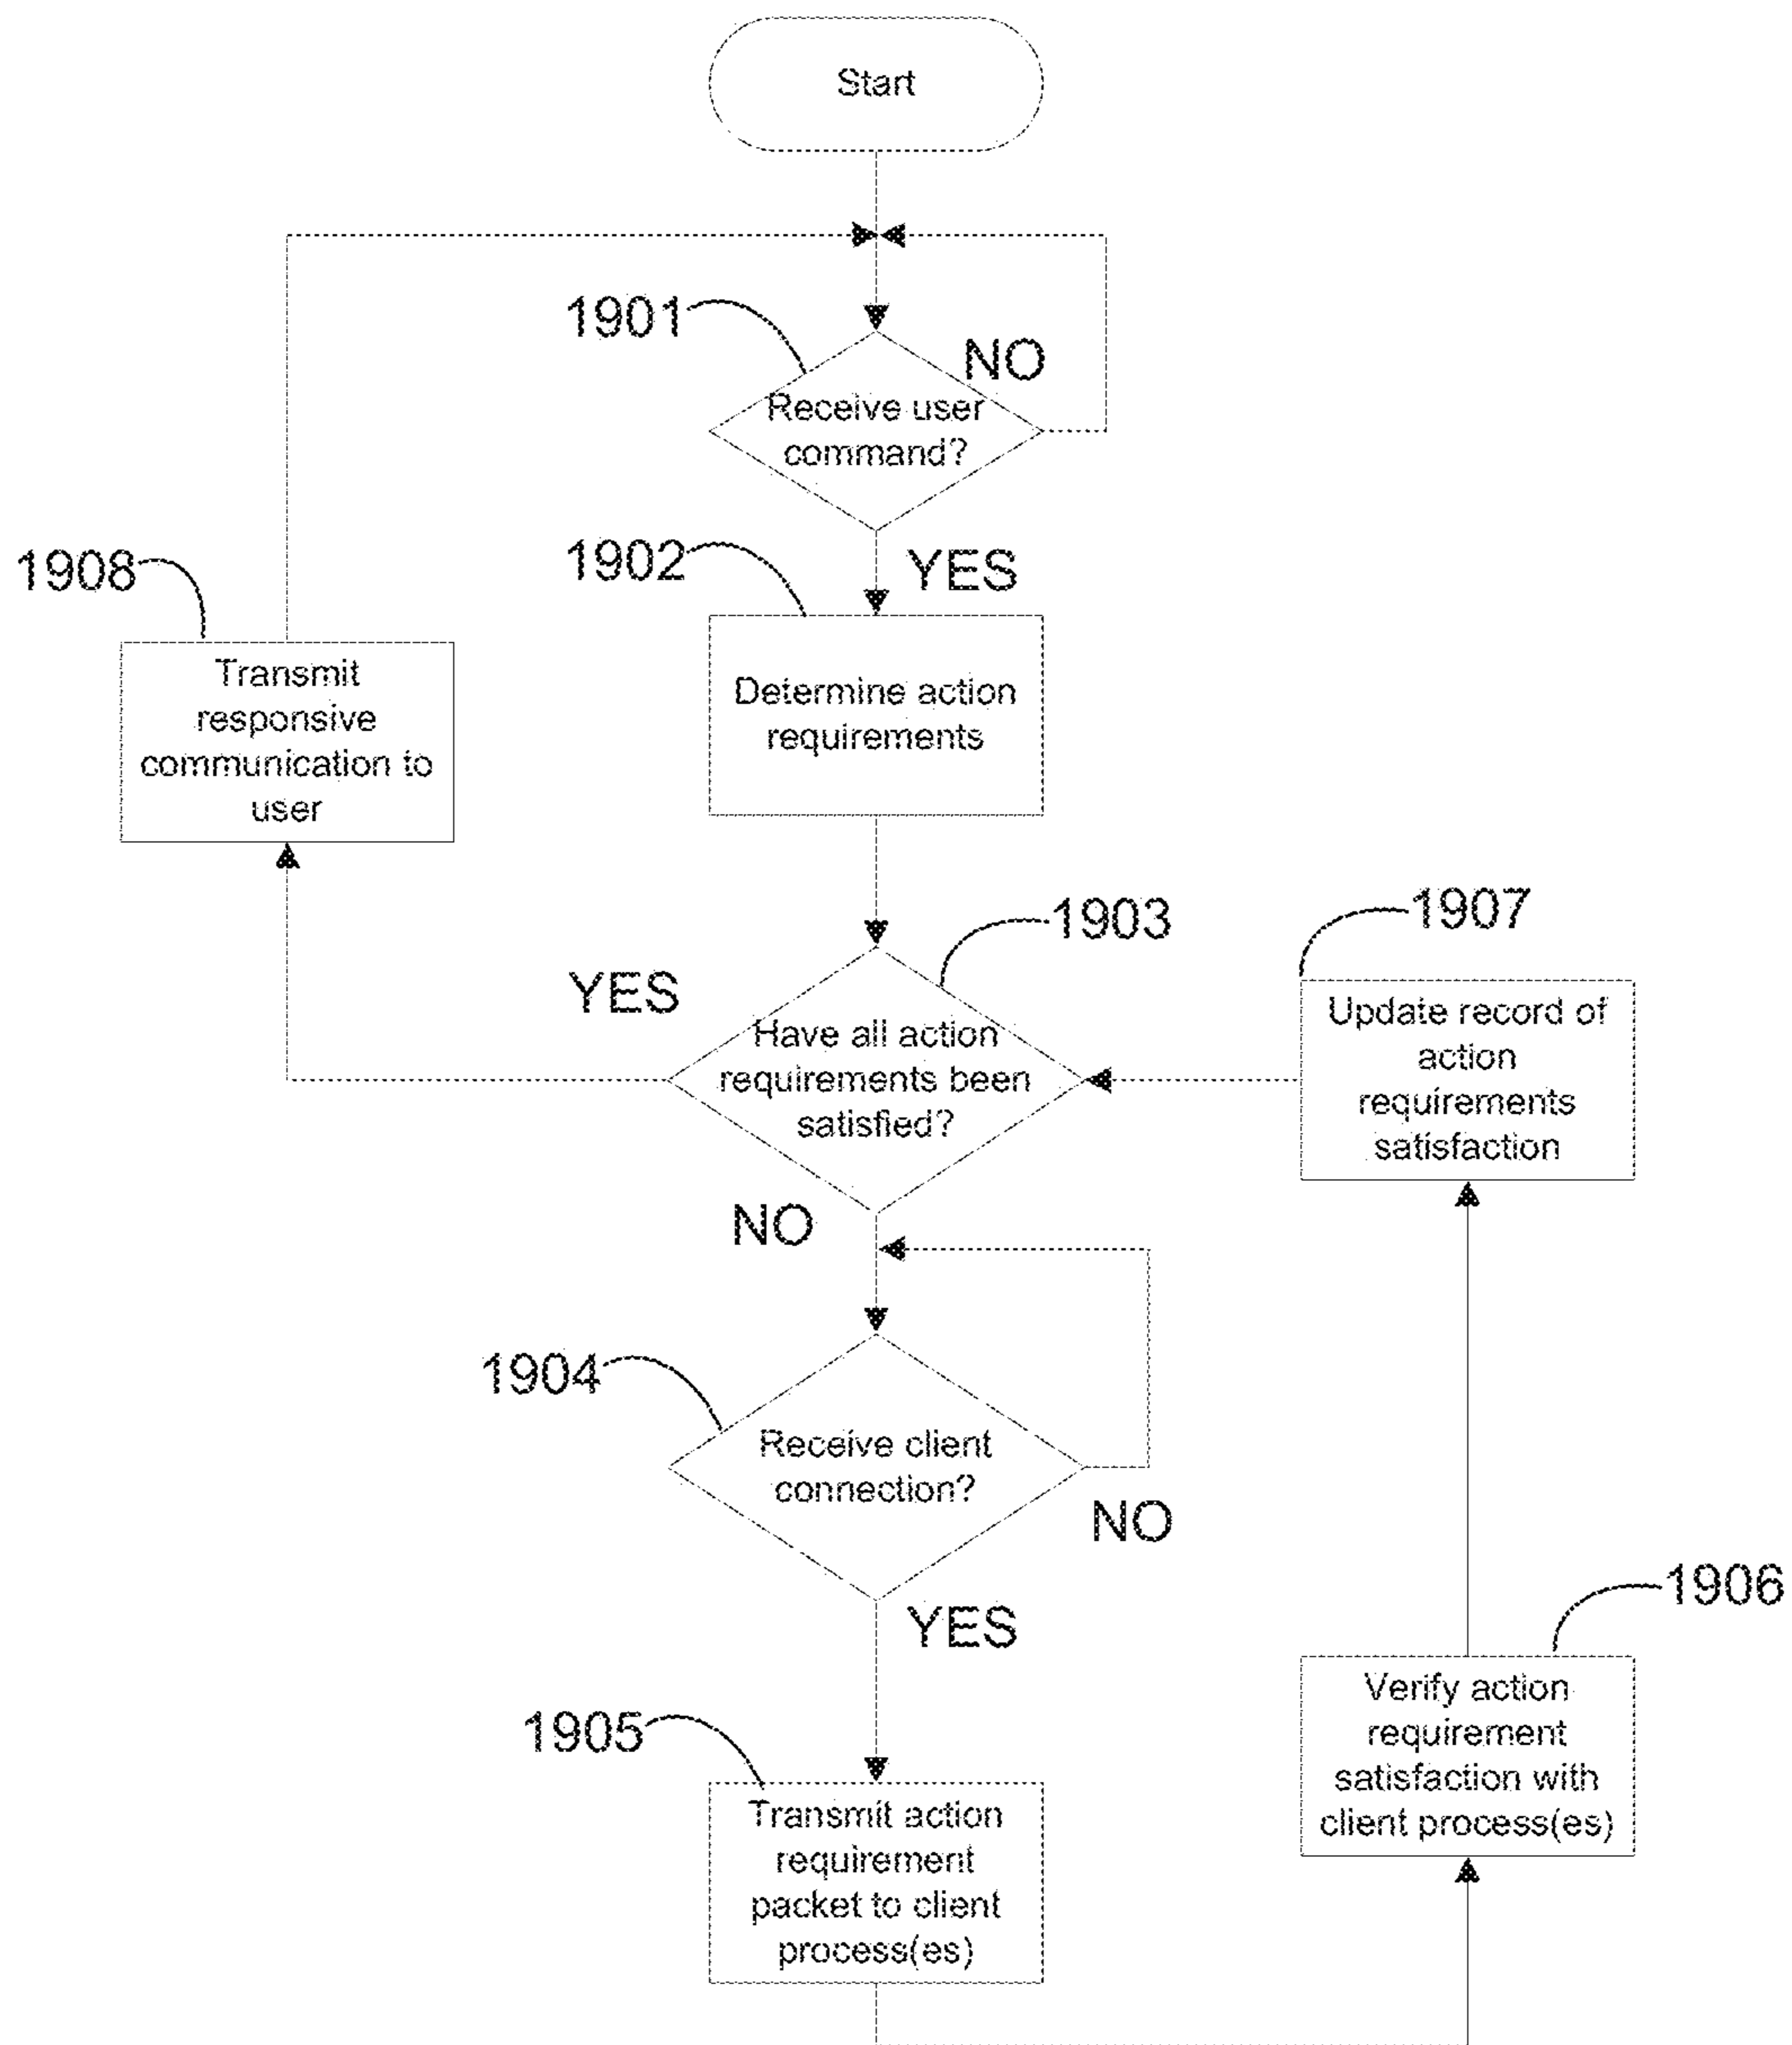 Start
1901
NO
Receive user
command?
1908
1902
YES
Transmit
responsive
communication to
user
Determine action
requirements
1903
1907
YES
Have all action
requirements been
satisfied?
Update record of
action
requirements
satisfaction
NO
1904
Receive client
connection?
NO
YES
1906
1905
Verify action
requirement
satisfaction with
client process(es)
Transmit action
requirement
packet to client
process(es)